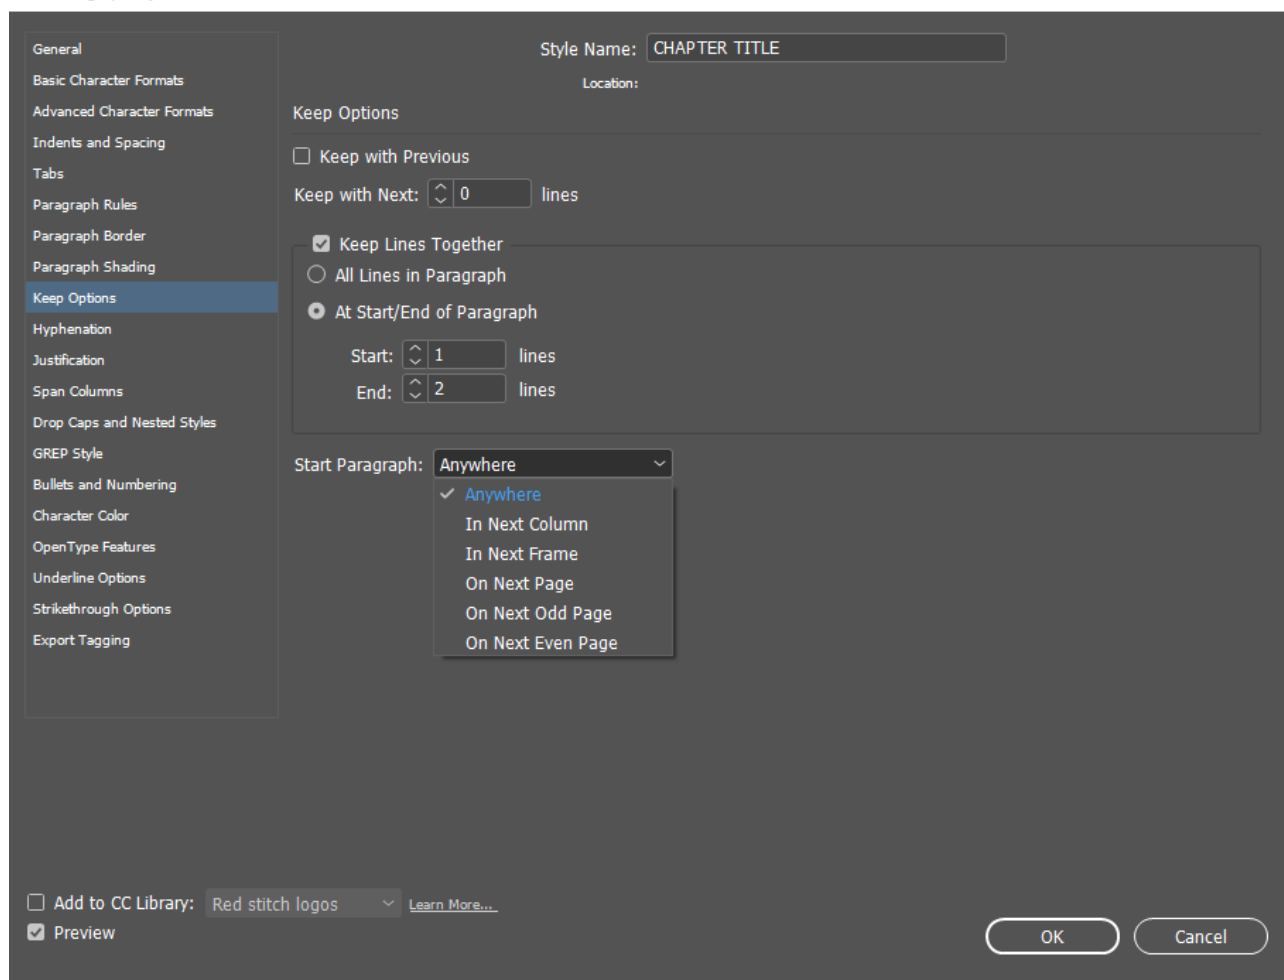 General
Basic Character Formats
Advanced Character Formats
Indents and Spacing
Tabs
Paragraph Rules
Paragraph Border
Paragraph Shading
Keep Options
Hyphenation
Justification
Span Columns
Drop Caps and Nested Styles
GREP Style
Bullets and Numbering
Character Color
OpenType Features
Underline Options
Strikethrough Options
Export Tagging
Style Name: CHAPTER TITLE
Location:
Keep Options
Keep with Previous
Keep with Next: 0 lines
Keep Lines Together
All Lines in Paragraph
At Start/End of Paragraph
Start: 1 lines
End: 2 lines
Start Paragraph: Anywhere
Anywhere
In Next Column
In Next Frame
On Next Page
On Next Odd Page
On Next Even Page
Add to CC Library: Red stitch logos Learn More...
Preview
OK Cancel